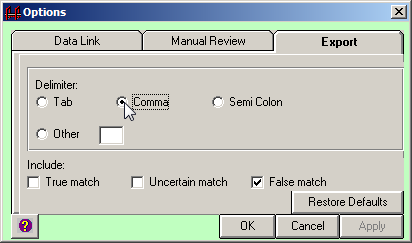 Options
Data Link Manual Review Export
Delimiter:
Tab Comma Semi Colon
Other
Include:
True match Uncertain match False match
Restore Defaults
? OK Cancel Apply